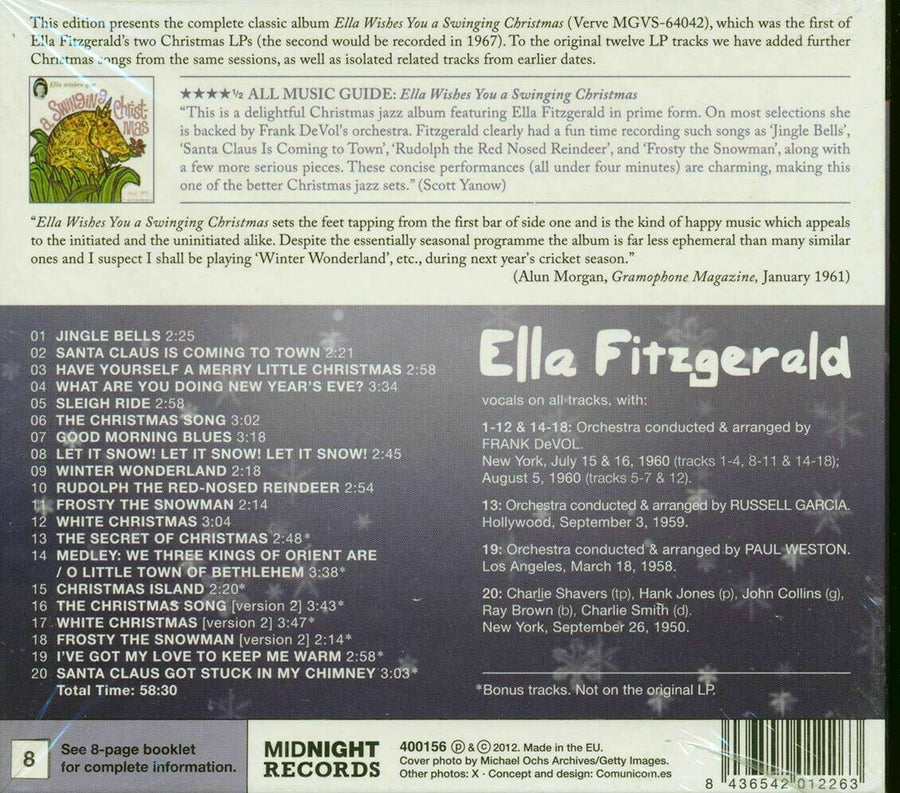 This edition presents the complete classic album Ella Wishes You a Swinging Christmas (Verve MGVS-64042), which was the first of
Ella Fitzgerald's two Christmas LPs (the second would be recorded in 1967). To the original twelve LP tracks we have added further
Christmas songs from the same sessions, as well as isolated related tracks from earlier dates.
Ella wishes you
a Swinging Christmas
★★★★½ ALL MUSIC GUIDE: Ella Wishes You a Swinging Christmas
"This is a delightful Christmas jazz album featuring Ella Fitzgerald in prime form. On most selections she
is backed by Frank DeVol's orchestra. Fitzgerald clearly had a fun time recording such songs as 'Jingle Bells',
'Santa Claus Is Coming to Town', 'Rudolph the Red Nosed Reindeer', and 'Frosty the Snowman', along with
a few more serious pieces. These concise performances (all under four minutes) are charming, making this
one of the better Christmas jazz sets." (Scott Yanow)
"Ella Wishes You a Swinging Christmas sets the feet tapping from the first bar of side one and is the kind of happy music which appeals
to the initiated and the uninitiated alike. Despite the essentially seasonal programme the album is far less ephemeral than many similar
ones and I suspect I shall be playing 'Winter Wonderland', etc., during next year's cricket season."
(Alun Morgan, Gramophone Magazine, January 1961)
01 JINGLE BELLS 2:25
02 SANTA CLAUS IS COMING TO TOWN 2:21
03 HAVE YOURSELF A MERRY LITTLE CHRISTMAS 2:58
04 WHAT ARE YOU DOING NEW YEAR'S EVE? 3:34
05 SLEIGH RIDE 2:58
06 THE CHRISTMAS SONG 3:02
07 GOOD MORNING BLUES 3:18
08 LET IT SNOW! LET IT SNOW! LET IT SNOW! 2:45
09 WINTER WONDERLAND 2:18
10 RUDOLPH THE RED-NOSED REINDEER 2:54
11 FROSTY THE SNOWMAN 2:14
12 WHITE CHRISTMAS 3:04
13 THE SECRET OF CHRISTMAS 2:48*
14 MEDLEY: WE THREE KINGS OF ORIENT ARE
/ O LITTLE TOWN OF BETHLEHEM 3:38*
15 CHRISTMAS ISLAND 2:20*
16 THE CHRISTMAS SONG [version 2] 3:43*
17 WHITE CHRISTMAS [version 2] 3:47*
18 FROSTY THE SNOWMAN [version 2] 2:14*
19 I'VE GOT MY LOVE TO KEEP ME WARM 2:58*
20 SANTA CLAUS GOT STUCK IN MY CHIMNEY 3:03*
Total Time: 58:30
Ella Fitzgerald
vocals on all tracks, with:
1-12 & 14-18: Orchestra conducted & arranged by
FRANK DeVOL.
New York, July 15 & 16, 1960 (tracks 1-4, 8-11 & 14-18);
August 5, 1960 (tracks 5-7 & 12).
13: Orchestra conducted & arranged by RUSSELL GARCIA.
Hollywood, September 3, 1959.
19: Orchestra conducted & arranged by PAUL WESTON.
Los Angeles, March 18, 1958.
20: Charlie Shavers (tp), Hank Jones (p), John Collins (g),
Ray Brown (b), Charlie Smith (d).
New York, September 26, 1950.
*Bonus tracks. Not on the original LP.
8
See 8-page booklet
for complete information.
MIDNIGHT
RECORDS
400156 ℗ & © 2012. Made in the EU.
Cover photo by Michael Ochs Archives/Getty Images.
Other photos: X · Concept and design: Comunicom.es
8 436542 012263